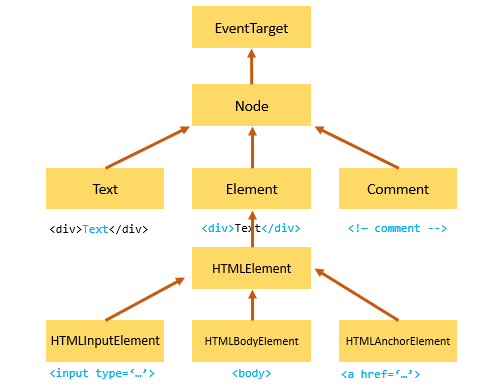 EventTarget
Node
Text Element Comment
<div>Text</div> <div>Text</div> <!— comment -->
HTMLElement
HTMLInputElement HTMLBodyElement HTMLAnchorElement
<input type=‘…’> <body> <a href=‘…’>